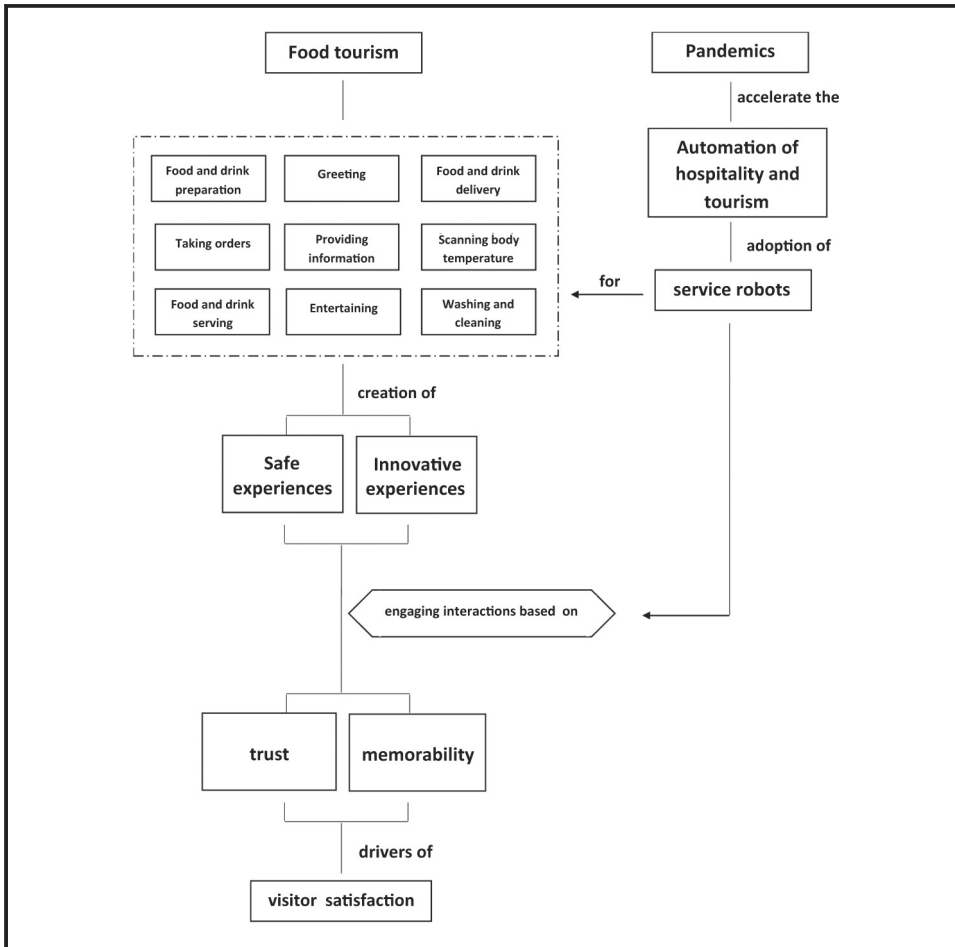 Food tourism
Pandemics
accelerate the
Automation of
hospitality and
tourism
adoption of
service robots
for
Food and drink
preparation
Greeting
Food and drink
delivery
Taking orders
Providing
information
Scanning body
temperature
Food and drink
serving
Entertaining
Washing and
cleaning
creation of
Safe
experiences
Innovative
experiences
engaging interactions based on
trust
memorability
drivers of
visitor satisfaction